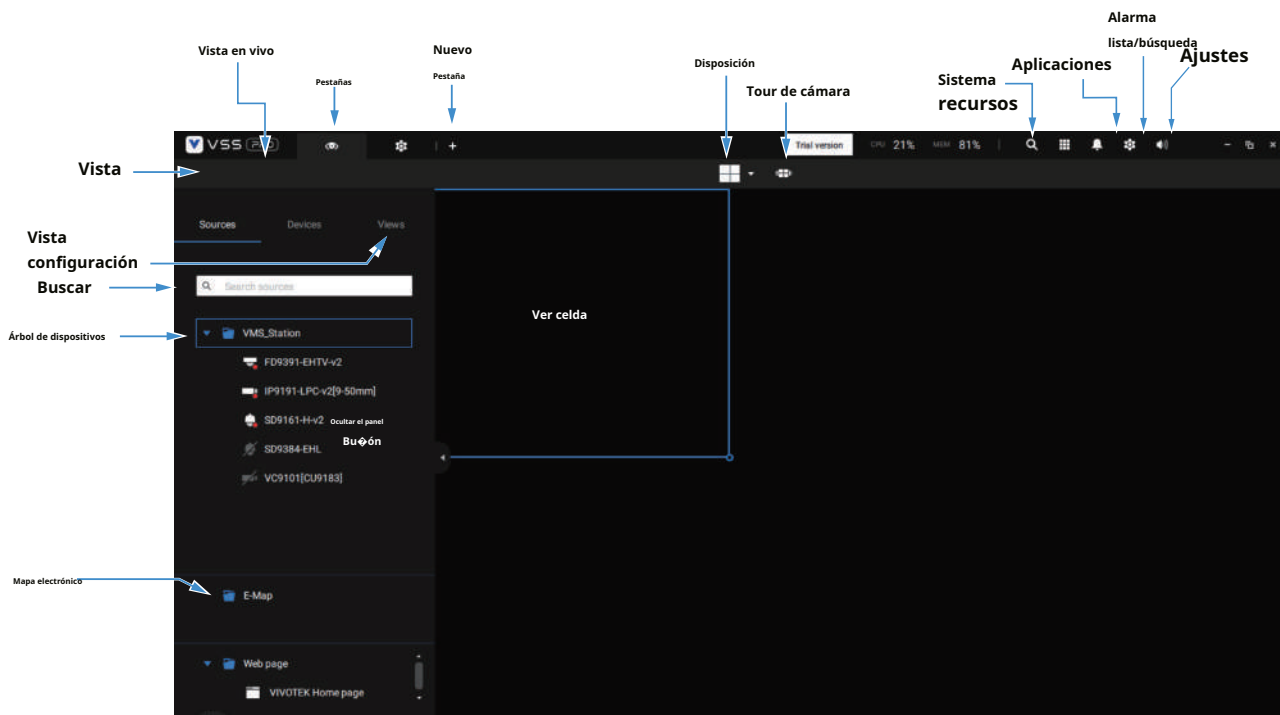 Alarma
lista/búsqueda
Vista en vivo
Nuevo
Pestañas
Pestaña
Disposición
Tour de cámara
Sistema
recursos
Aplicaciones
Ajustes
VSS PRO
+
Trial version
CPU 21%
MEM 81%
Vista
Sources
Devices
Views
Vista
configuración
Buscar
Search sources
Ver celda
Árbol de dispositivos
VMS_Station
FD9391-EHTV-v2
IP9191-LPC-v2[9-50mm]
SD9161-H-v2
Ocultar el panel
Bu�ón
SD9384-EHL
VC9101[CU9183]
Mapa electrónico
E-Map
Web page
VIVOTEK Home page